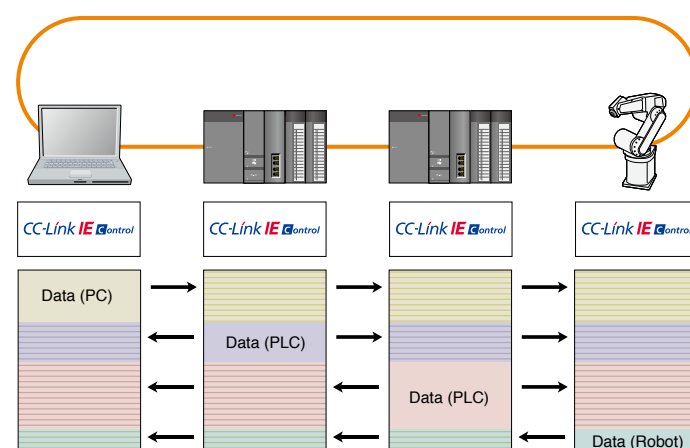 CC-Link IE Control
CC-Link IE Control
CC-Link IE Control
CC-Link IE Control
Data (PC)
Data (PLC)
Data (PLC)
Data (Robot)